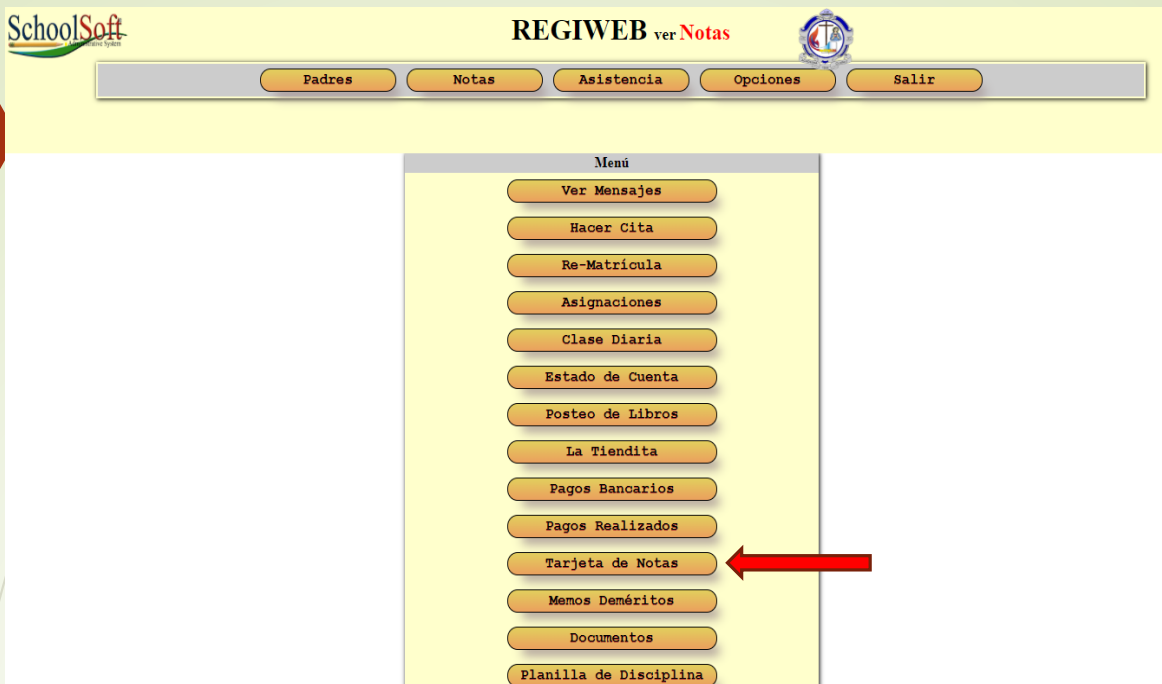 SchoolSoft
Administrative System
REGIWEB ver Notas
Padres
Notas
Asistencia
Opciones
Salir
Menú
Ver Mensajes
Hacer Cita
Re-Matrícula
Asignaciones
Clase Diaria
Estado de Cuenta
Posteo de Libros
La Tiendita
Pagos Bancarios
Pagos Realizados
Tarjeta de Notas
Memos Deméritos
Documentos
Planilla de Disciplina